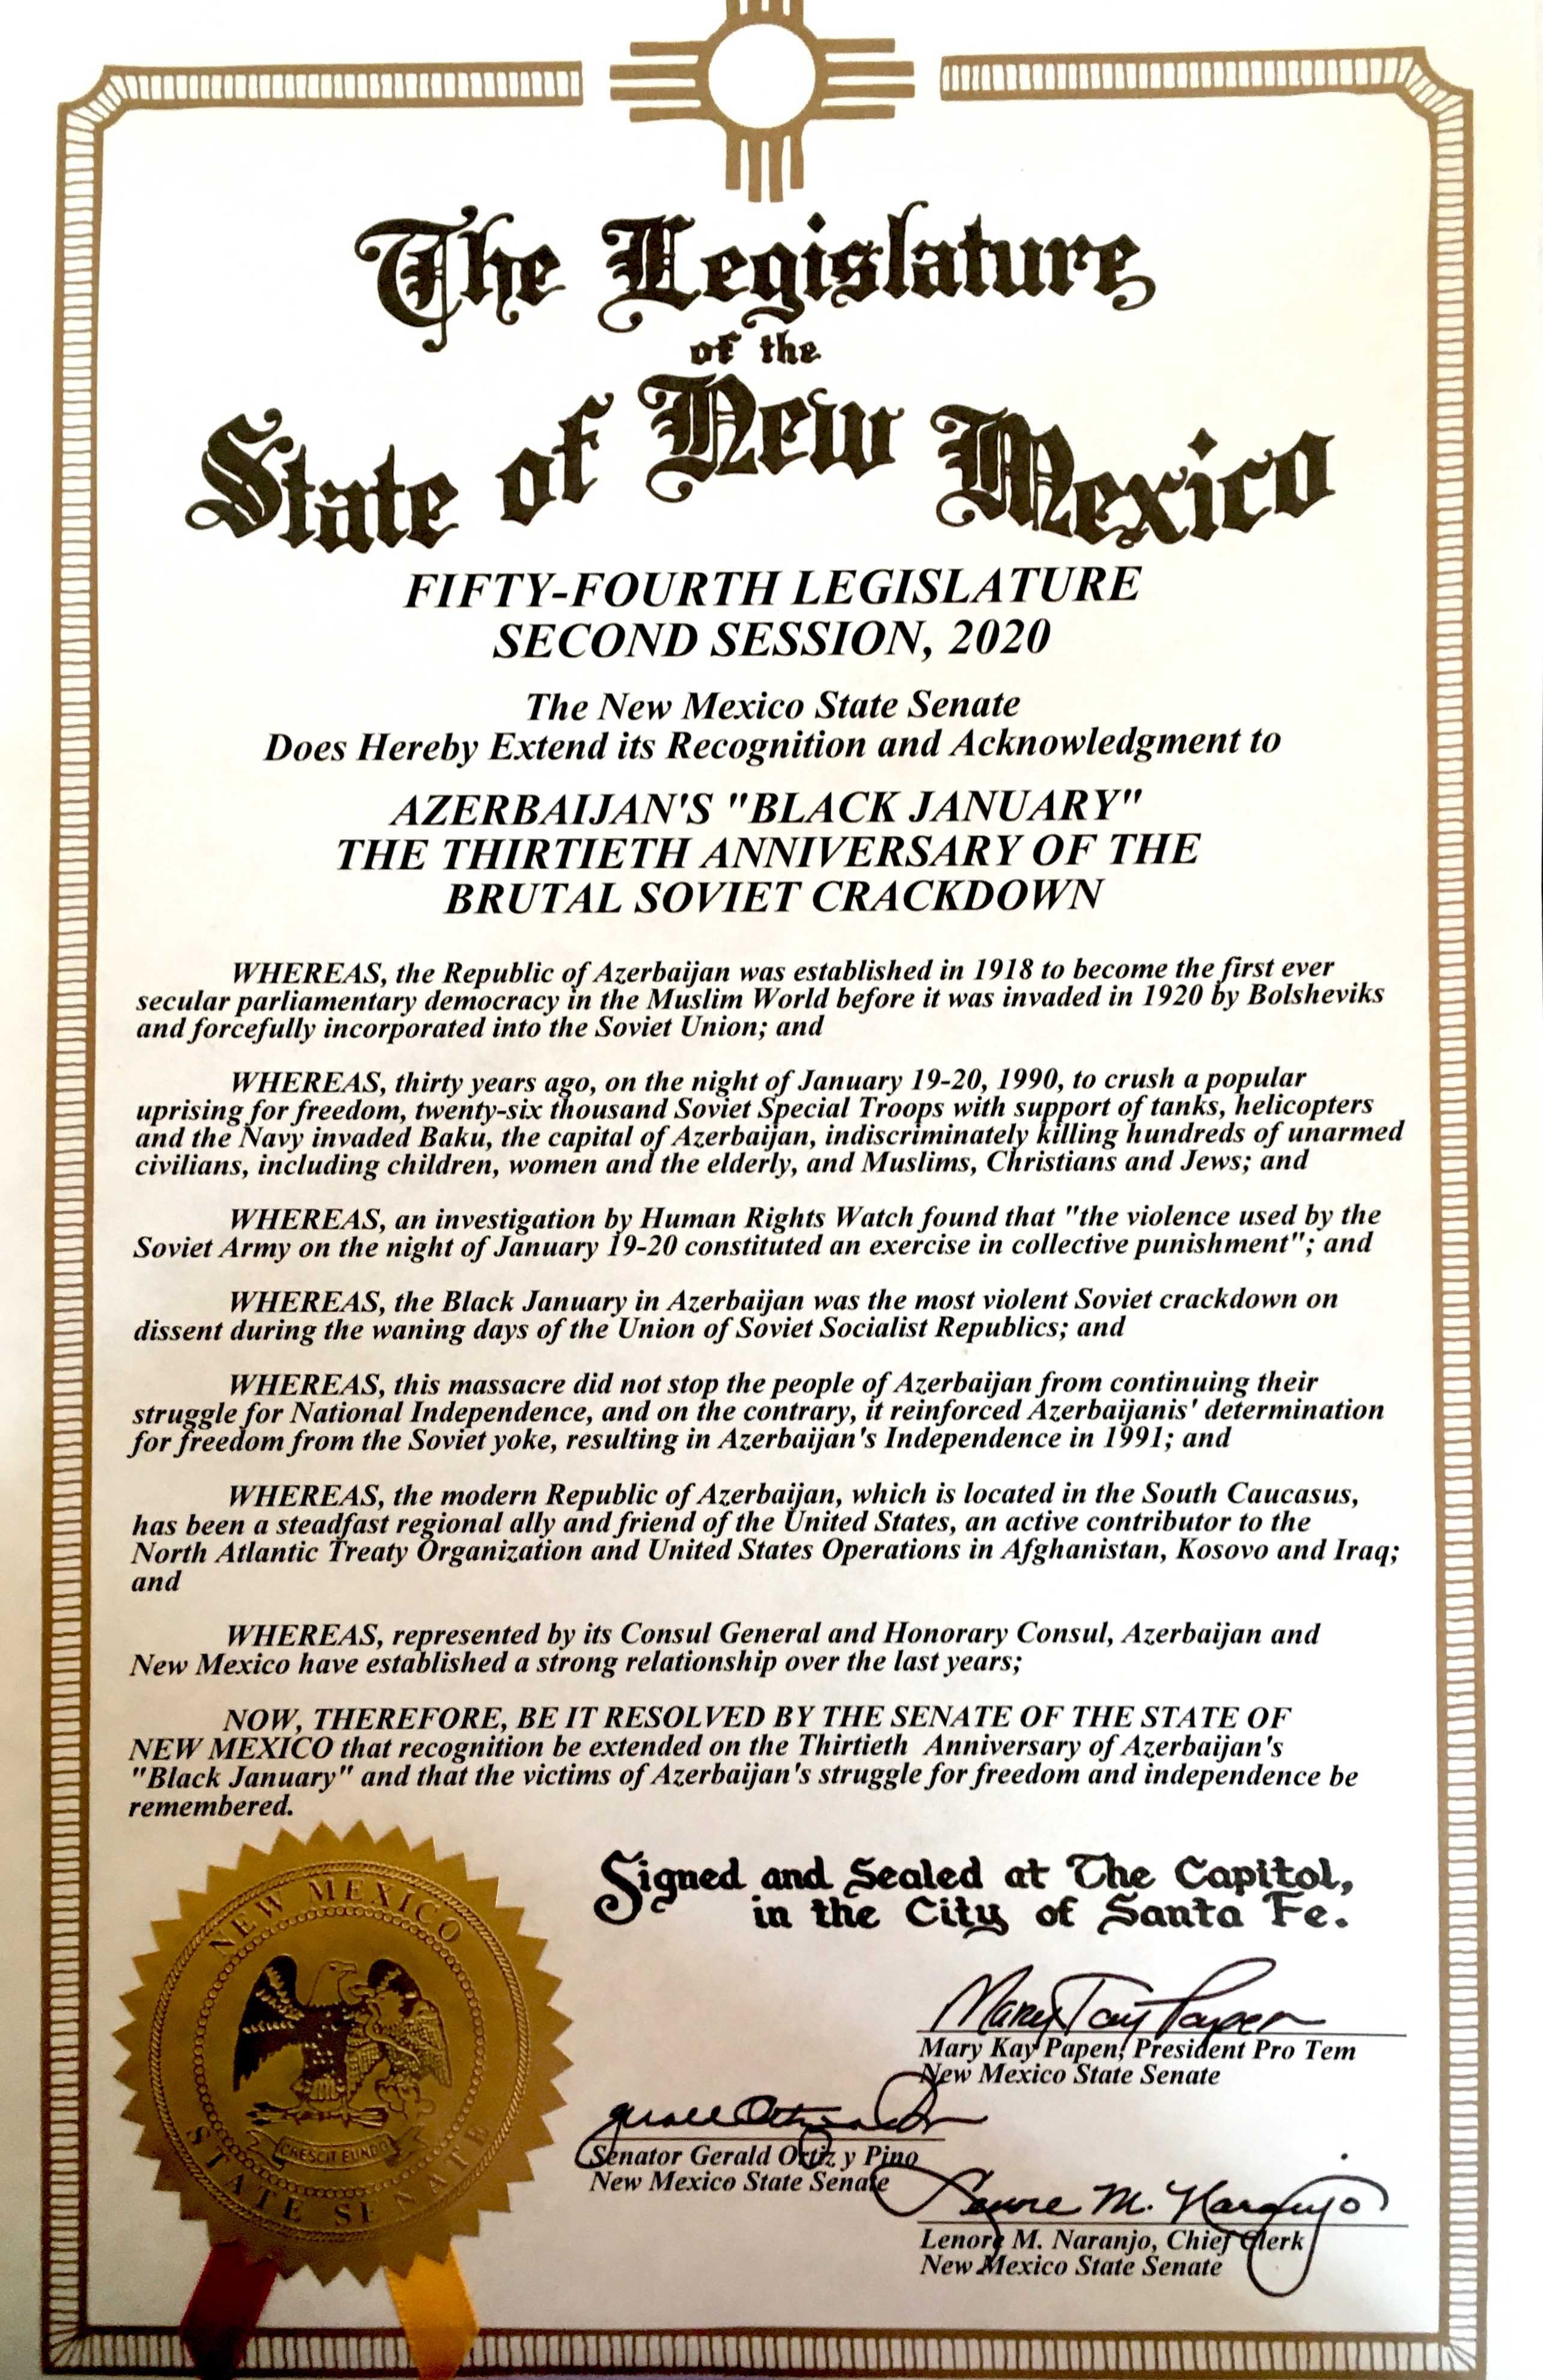 The Legislature
of the
State of New Mexico
FIFTY-FOURTH LEGISLATURE
SECOND SESSION, 2020
The New Mexico State Senate
Does Hereby Extend its Recognition and Acknowledgment to
AZERBAIJAN'S "BLACK JANUARY"
THE THIRTIETH ANNIVERSARY OF THE
BRUTAL SOVIET CRACKDOWN
WHEREAS, the Republic of Azerbaijan was established in 1918 to become the first ever
secular parliamentary democracy in the Muslim World before it was invaded in 1920 by Bolsheviks
and forcefully incorporated into the Soviet Union; and
WHEREAS, thirty years ago, on the night of January 19-20, 1990, to crush a popular
uprising for freedom, twenty-six thousand Soviet Special Troops with support of tanks, helicopters
and the Navy invaded Baku, the capital of Azerbaijan, indiscriminately killing hundreds of unarmed
civilians, including children, women and the elderly, and Muslims, Christians and Jews; and
WHEREAS, an investigation by Human Rights Watch found that "the violence used by the
Soviet Army on the night of January 19-20 constituted an exercise in collective punishment"; and
WHEREAS, the Black January in Azerbaijan was the most violent Soviet crackdown on
dissent during the waning days of the Union of Soviet Socialist Republics; and
WHEREAS, this massacre did not stop the people of Azerbaijan from continuing their
struggle for National Independence, and on the contrary, it reinforced Azerbaijanis' determination
for freedom from the Soviet yoke, resulting in Azerbaijan's Independence in 1991; and
WHEREAS, the modern Republic of Azerbaijan, which is located in the South Caucasus,
has been a steadfast regional ally and friend of the United States, an active contributor to the
North Atlantic Treaty Organization and United States Operations in Afghanistan, Kosovo and Iraq;
and
WHEREAS, represented by its Consul General and Honorary Consul, Azerbaijan and
New Mexico have established a strong relationship over the last years;
NOW, THEREFORE, BE IT RESOLVED BY THE SENATE OF THE STATE OF
NEW MEXICO that recognition be extended on the Thirtieth Anniversary of Azerbaijan's
"Black January" and that the victims of Azerbaijan's struggle for freedom and independence be
remembered.
Signed and Sealed at The Capitol,
in the City of Santa Fe.
Mary Kay Papen
Mary Kay Papen, President Pro Tem
New Mexico State Senate
Senator Gerald Ortiz y Pino
New Mexico State Senate
Lenore M. Naranjo
Lenore M. Naranjo, Chief Clerk
New Mexico State Senate
NEW MEXICO
CRESCIT EUNDO
STATE SENATE